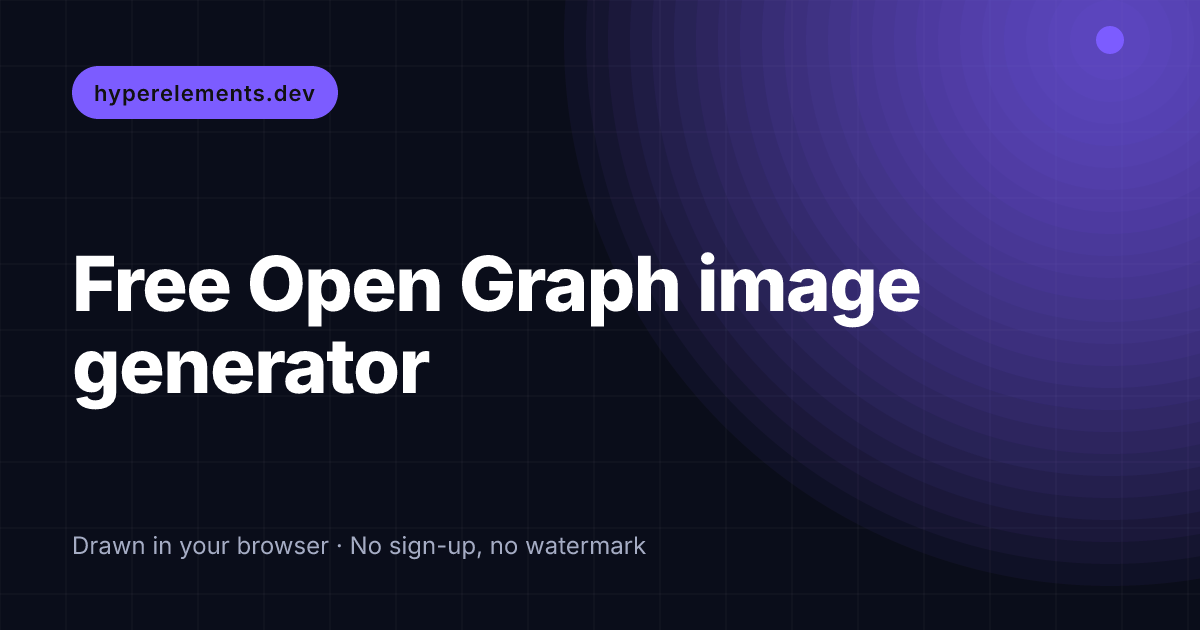 hyperelements.dev
Free Open Graph image
generator
Drawn in your browser · No sign-up, no watermark